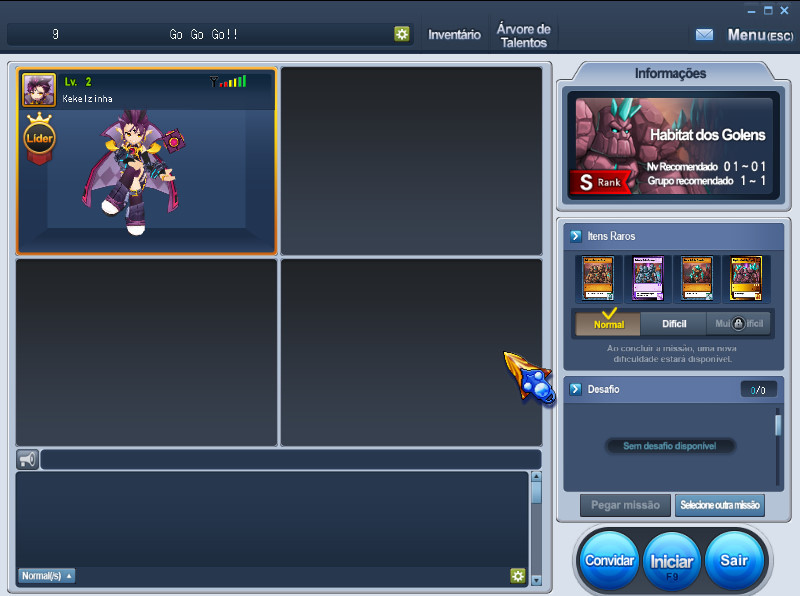 9 Go Go Go!! Inventário Árvore de Talentos Menu(ESC)
Lv. 2
Kekelzinha
Líder
Informações
Habitat dos Golens
Nv Recomendado 01~01
Grupo recomendado 1~1
S Rank
Itens Raros
Normal Difícil
Ao concluir a missão, uma nova
dificuldade estará disponível.
Desafio 0/0
Sem desafio disponível
Pegar missão Selecione outra missão
Normal(/s)
Convidar Iniciar F9 Sair